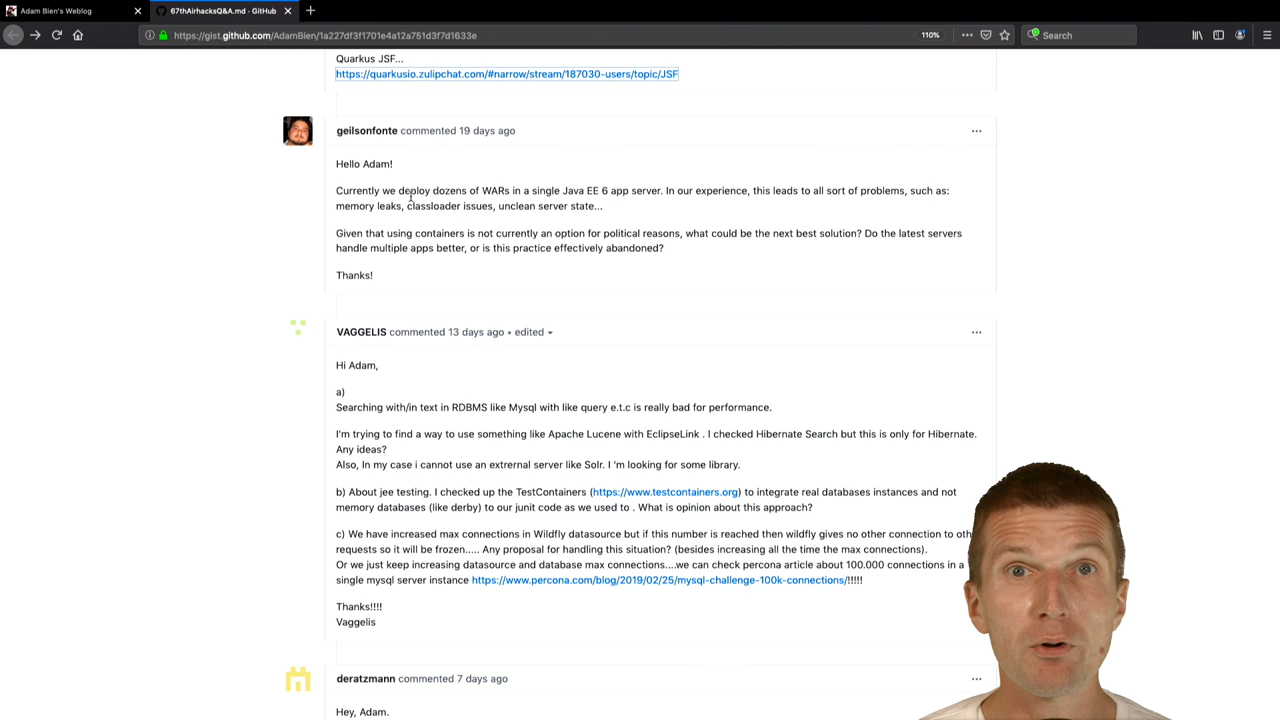 Adam Bien's Weblog
67thAirhacksQ&A.md · GitHub
https://gist.github.com/AdamBien/1a227df3f1701e4a12a751d3f7d1633e
110%
Search
Quarkus JSF...
https://quarkusio.zulipchat.com/#narrow/stream/187030-users/topic/JSF
geilsonfonte commented 19 days ago
Hello Adam!
Currently we deploy dozens of WARs in a single Java EE 6 app server. In our experience, this leads to all sort of problems, such as:
memory leaks, classloader issues, unclean server state...
Given that using containers is not currently an option for political reasons, what could be the next best solution? Do the latest servers
handle multiple apps better, or is this practice effectively abandoned?
Thanks!
VAGGELIS commented 13 days ago • edited
Hi Adam,
a)
Searching with/in text in RDBMS like Mysql with like query e.t.c is really bad for performance.
I'm trying to find a way to use something like Apache Lucene with EclipseLink . I checked Hibernate Search but this is only for Hibernate.
Any ideas?
Also, In my case i cannot use an extrernal server like Solr. I 'm looking for some library.
b) About jee testing. I checked up the TestContainers (https://www.testcontainers.org) to integrate real databases instances and not
memory databases (like derby) to our junit code as we used to . What is opinion about this approach?
c) We have increased max connections in Wildfly datasource but if this number is reached then wildfly gives no other connection to oth
requests so it will be frozen..... Any proposal for handling this situation? (besides increasing all the time the max connections).
Or we just keep increasing datasource and database max connections....we can check percona article about 100.000 connections in a
single mysql server instance https://www.percona.com/blog/2019/02/25/mysql-challenge-100k-connections/!!!!!
Thanks!!!!
Vaggelis
deratzmann commented 7 days ago
Hey, Adam.